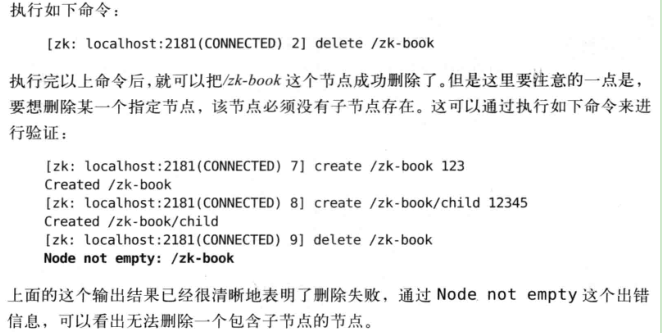 执行如下命令：
[zk: localhost:2181(CONNECTED) 2] delete /zk-book
执行完以上命令后，就可以把/zk-book 这个节点成功删除了。但是这里要注意的一点是，
要想删除某一个指定节点，该节点必须没有子节点存在。这可以通过执行如下命令来进
行验证：
[zk: localhost:2181(CONNECTED) 7] create /zk-book 123
Created /zk-book
[zk: localhost:2181(CONNECTED) 8] create /zk-book/child 12345
Created /zk-book/child
[zk: localhost:2181(CONNECTED) 9] delete /zk-book
Node not empty: /zk-book
上面的这个输出结果已经很清晰地表明了删除失败，通过 Node not empty 这个出错
信息，可以看出无法删除一个包含子节点的节点。